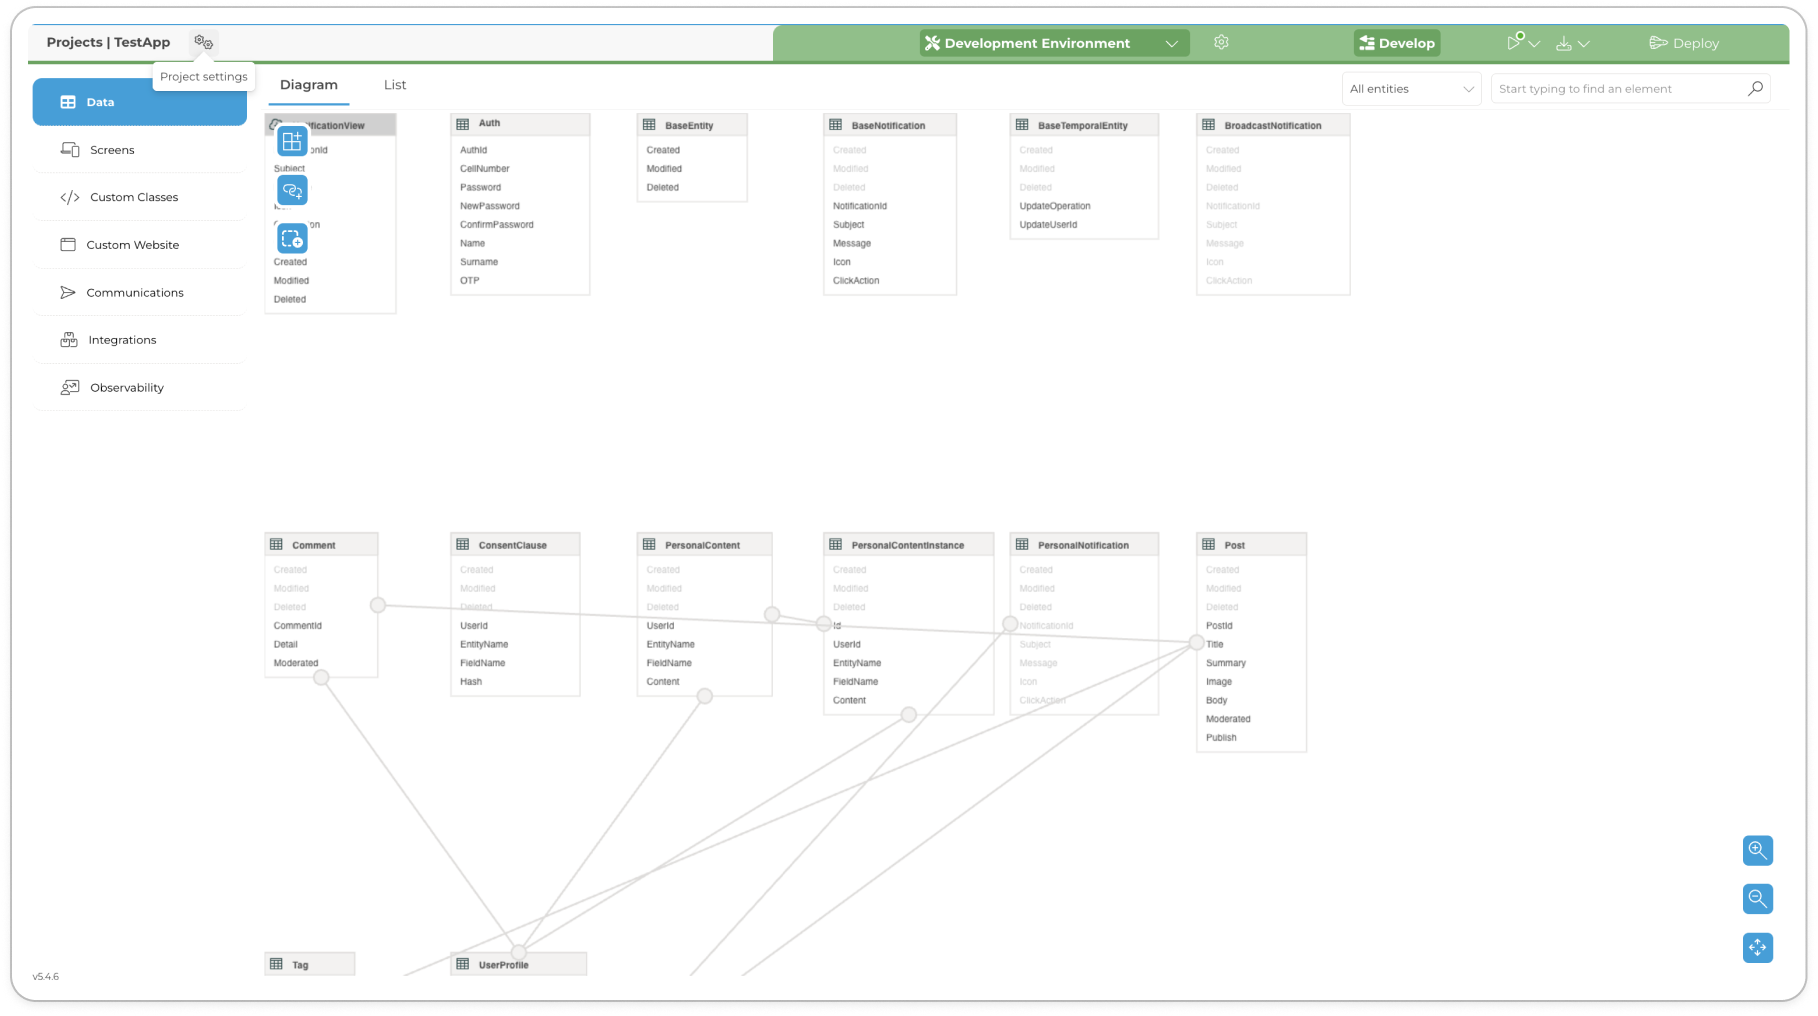 Projects | TestApp
Development Environment
Develop
Deploy
Project settings
Data
Screens
Custom Classes
Custom Website
Communications
Integrations
Observability
v5.4.6
Diagram
List
All entities
Start typing to find an element
Subject
Created
Modified
Deleted
Auth
AuthId
CellNumber
Password
NewPassword
ConfirmPassword
Name
Surname
OTP
BaseEntity
Created
Modified
Deleted
BaseNotification
Created
Modified
Deleted
NotificationId
Subject
Message
Icon
ClickAction
BaseTemporalEntity
Created
Modified
Deleted
UpdateOperation
UpdateUserId
BroadcastNotification
Created
Modified
Deleted
NotificationId
Subject
Message
Icon
ClickAction
Comment
Created
Modified
Deleted
CommentId
Detail
Moderated
ConsentClause
Created
Modified
Deleted
UserId
EntityName
FieldName
Hash
PersonalContent
Created
Modified
Deleted
UserId
EntityName
FieldName
Content
PersonalContentInstance
Created
Modified
Deleted
Id
UserId
EntityName
FieldName
Content
PersonalNotification
Created
Modified
Deleted
NotificationId
Subject
Message
Icon
ClickAction
Post
Created
Modified
Deleted
PostId
Title
Summary
Image
Body
Moderated
Publish
Tag
UserProfile